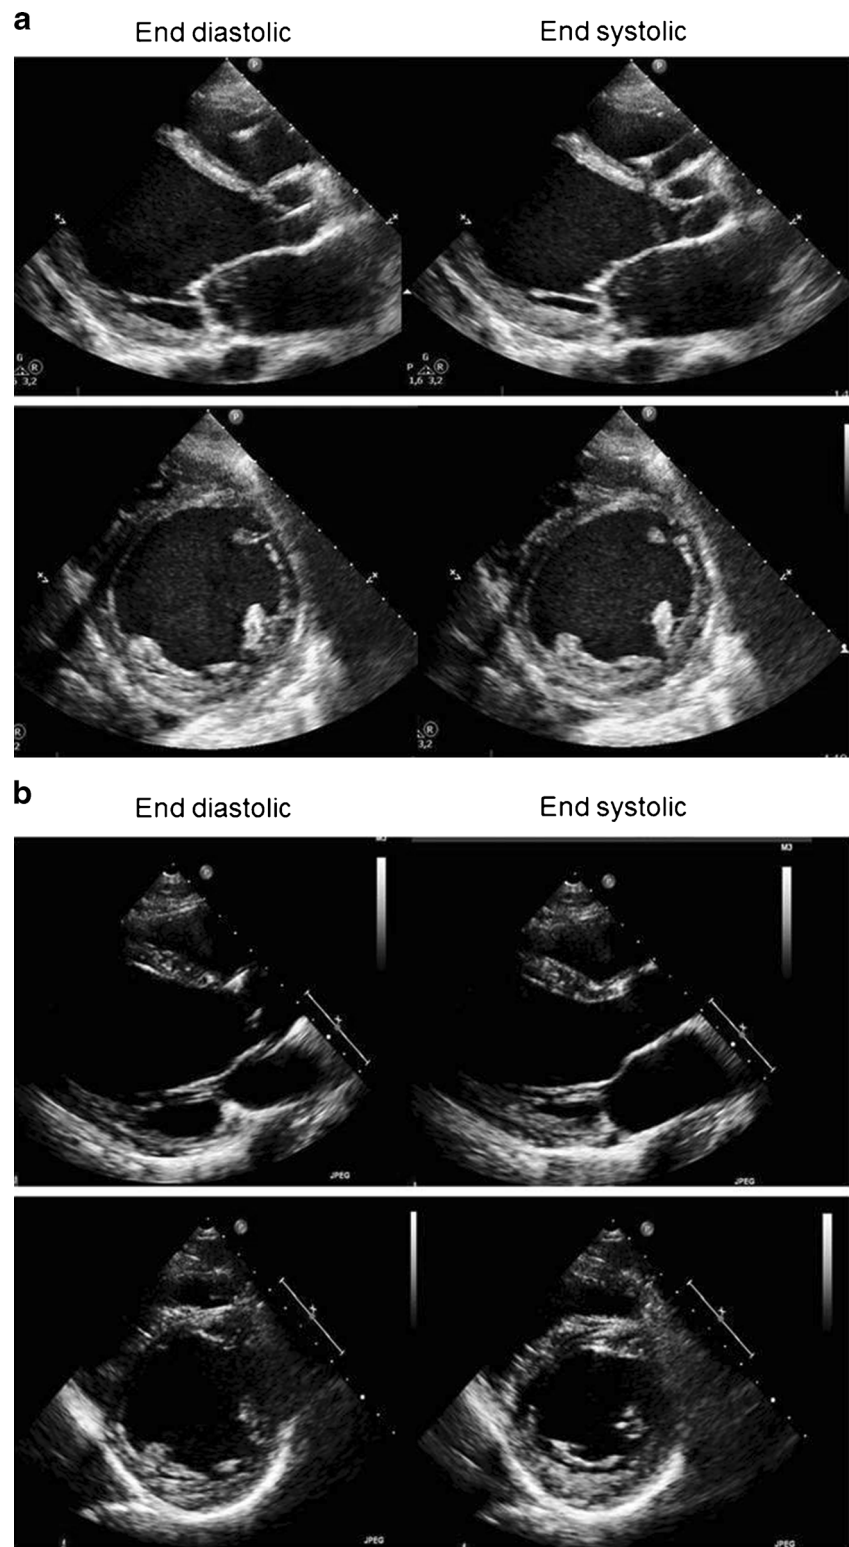 a
End diastolic
End systolic
P
P
G
R
3,2
P
G
R
1,6 3,2
P
P
R
2
R
3,2
b
End diastolic
End systolic
M3
P
P
JPEG
JPEG
P
P
JPEG
JPEG